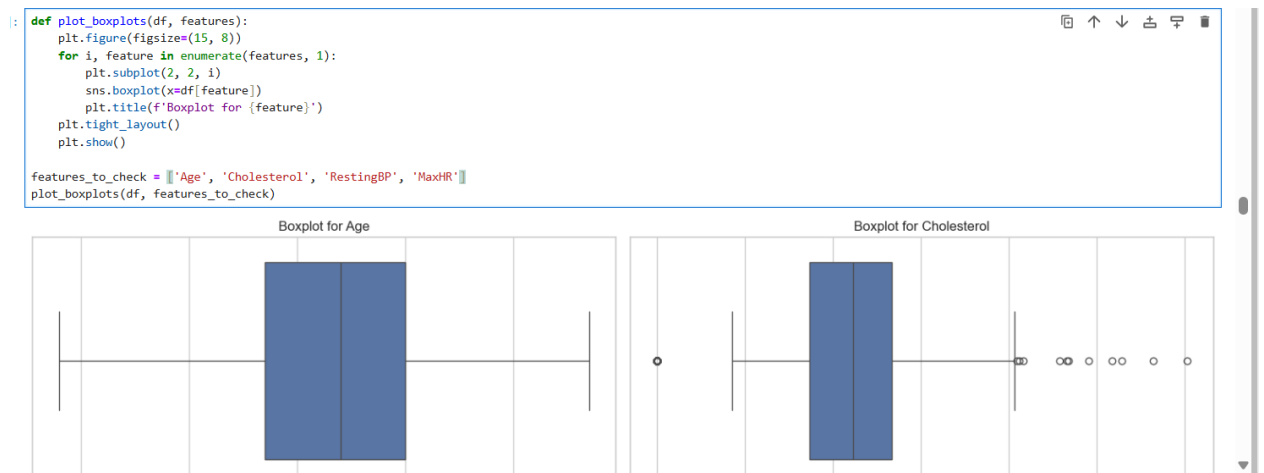 ]:
def plot_boxplots(df, features):
    plt.figure(figsize=(15, 8))
    for i, feature in enumerate(features, 1):
        plt.subplot(2, 2, i)
        sns.boxplot(x=df[feature])
        plt.title(f'Boxplot for {feature}')
    plt.tight_layout()
    plt.show()
features_to_check = ['Age', 'Cholesterol', 'RestingBP', 'MaxHR']
plot_boxplots(df, features_to_check)
Boxplot for Age
Boxplot for Cholesterol